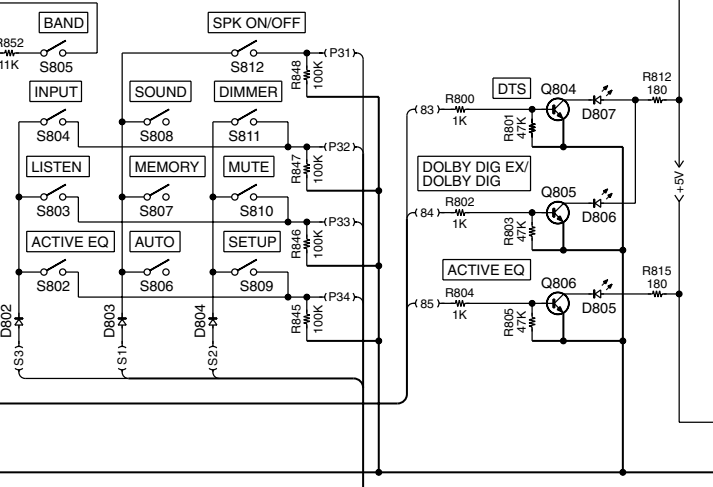 BAND
SPK ON/OFF
R852
11K
S805
S812
P31
R848
100K
INPUT
SOUND
DIMMER
S804
S808
S811
P32
R847
100K
LISTEN
MEMORY
MUTE
S803
S807
S810
P33
R846
100K
ACTIVE EQ
AUTO
SETUP
S802
S806
S809
P34
R845
100K
D802
D803
D804
S3
S1
S2
DTS
Q804
R812
180
83
R800
1K
R801
47K
D807
DOLBY DIG EX/
DOLBY DIG
Q805
84
R802
1K
R803
47K
D806
+5V
ACTIVE EQ
Q806
R815
180
85
R804
1K
R805
47K
D805